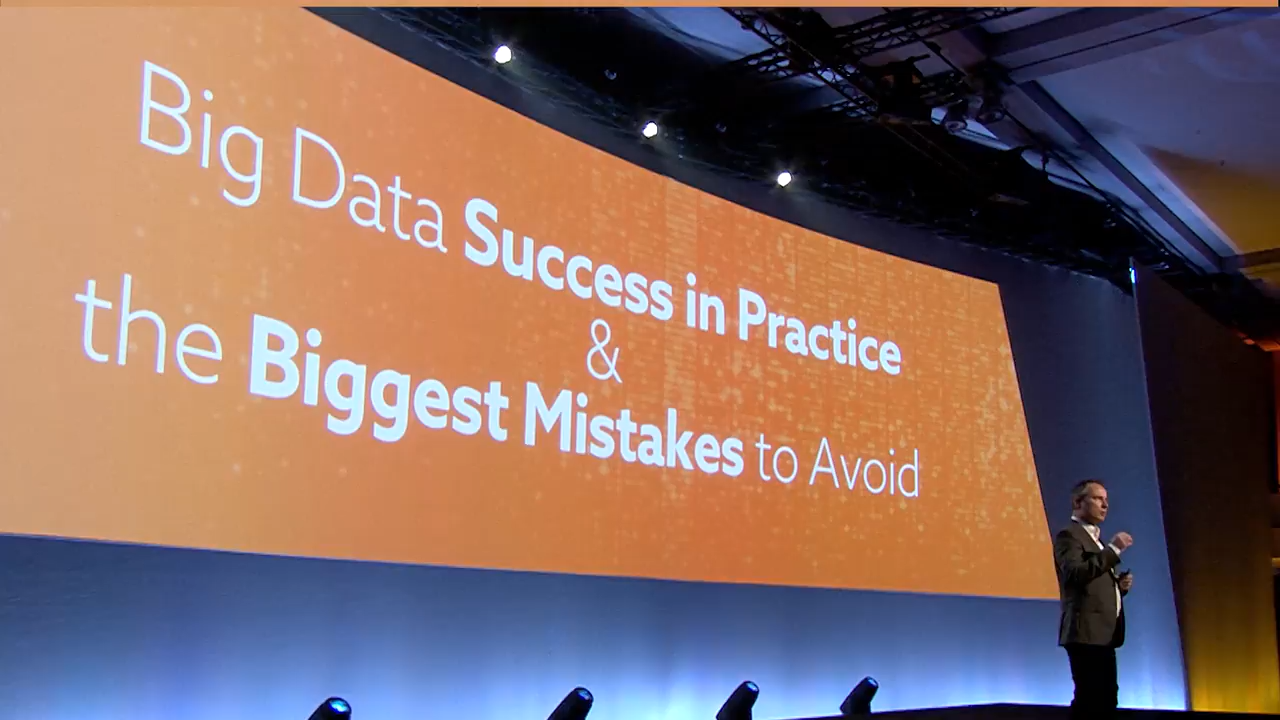 Big Data Success in Practice
&
the Biggest Mistakes to Avoid